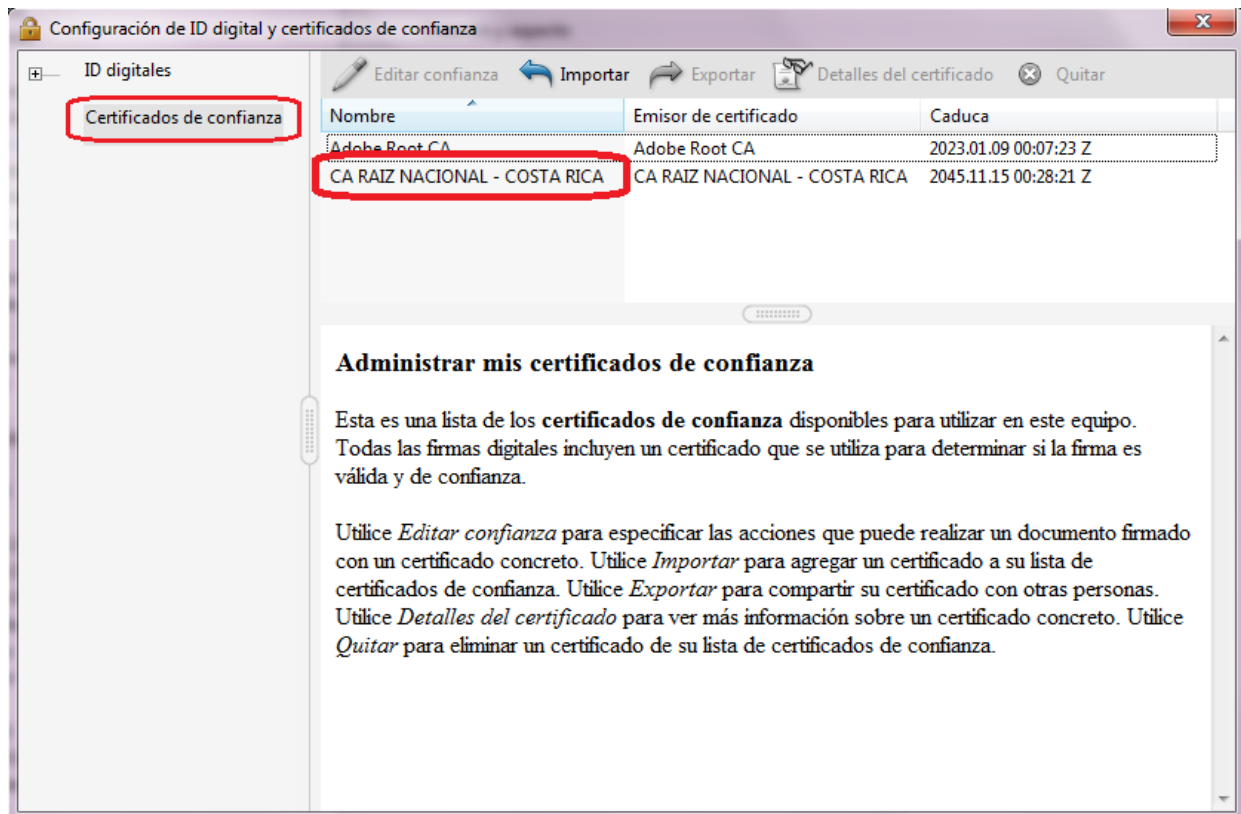 Configuración de ID digital y certificados de confianza
ID digitales
Certificados de confianza
Editar confianza Importar Exportar Detalles del certificado Quitar
Nombre Emisor de certificado Caduca
Adobe Root CA Adobe Root CA 2023.01.09 00:07:23 Z
CA RAIZ NACIONAL - COSTA RICA CA RAIZ NACIONAL - COSTA RICA 2045.11.15 00:28:21 Z
Administrar mis certificados de confianza
Esta es una lista de los certificados de confianza disponibles para utilizar en este equipo.
Todas las firmas digitales incluyen un certificado que se utiliza para determinar si la firma es
válida y de confianza.
Utilice Editar confianza para especificar las acciones que puede realizar un documento firmado
con un certificado concreto. Utilice Importar para agregar un certificado a su lista de
certificados de confianza. Utilice Exportar para compartir su certificado con otras personas.
Utilice Detalles del certificado para ver más información sobre un certificado concreto. Utilice
Quitar para eliminar un certificado de su lista de certificados de confianza.